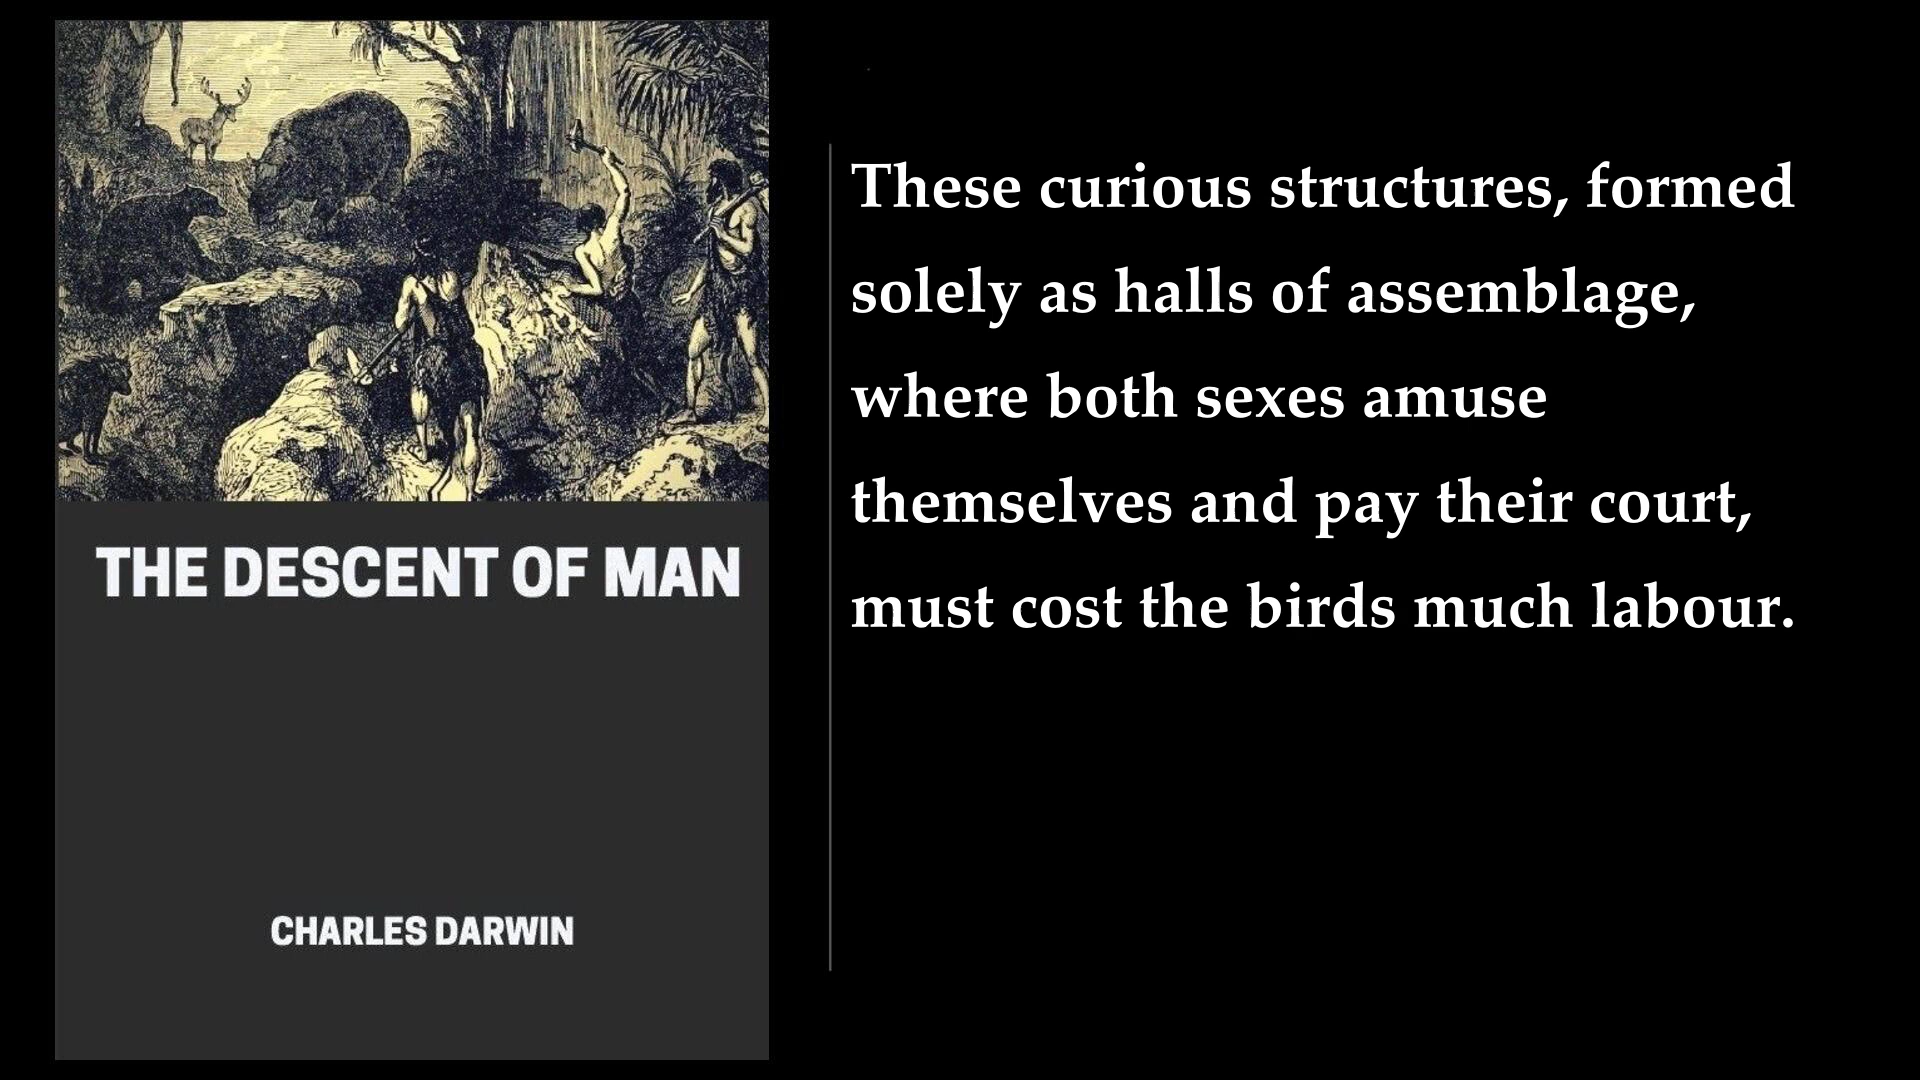 THE DESCENT OF MAN
CHARLES DARWIN
These curious structures, formed
solely as halls of assemblage,
where both sexes amuse
themselves and pay their court,
must cost the birds much labour.